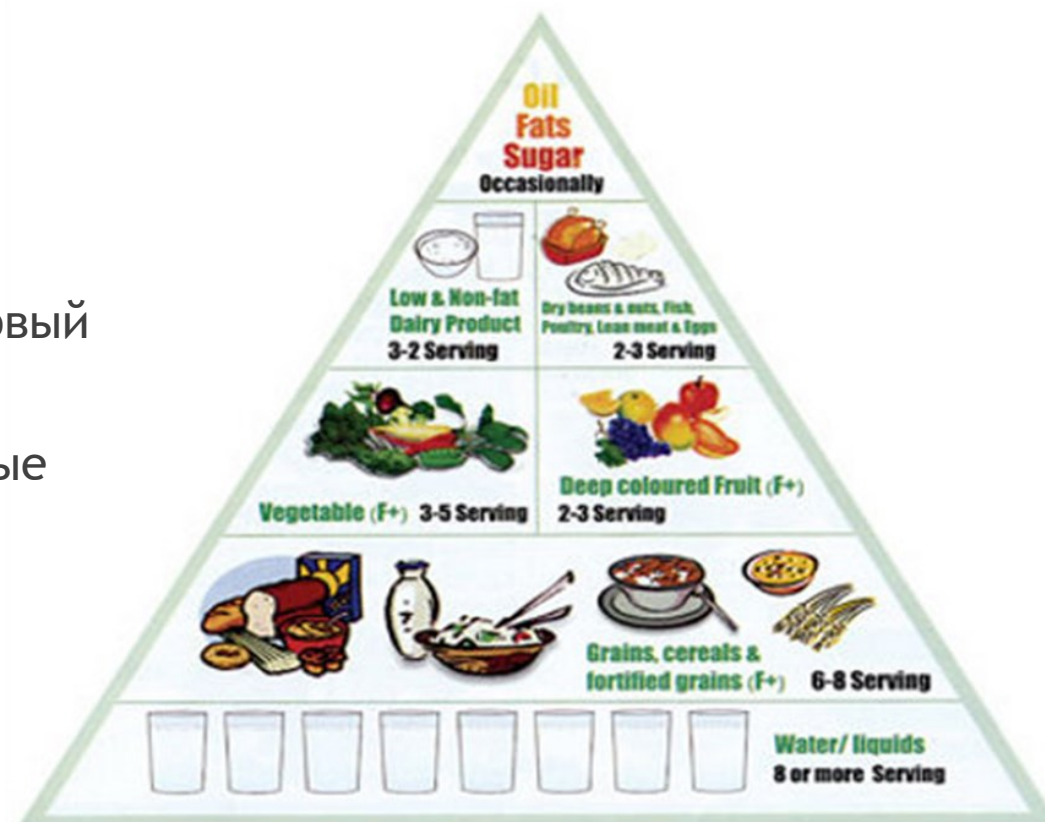 Oil
Fats
Sugar
Occasionally
Low & Non-fat
Dairy Product
3-2 Serving
Dry beans & nuts, Fish,
Poultry, Lean meat & Eggs
2-3 Serving
овый
ые
Vegetable (F+) 3-5 Serving
Deep coloured Fruit (F+)
2-3 Serving
Grains, cereals &
fortified grains (F+) 6-8 Serving
Water/ liquids
8 or more Serving